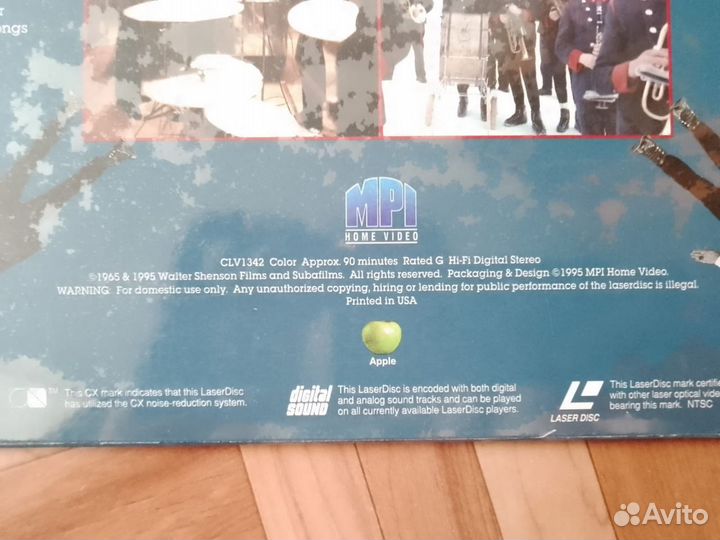 ngs
MPI
HOME VIDEO
CLV1342 Color Approx. 90 minutes Rated G Hi-Fi Digital Stereo
©1965 & 1995 Walter Shenson Films and Subafilms. All rights reserved. Packaging & Design ©1995 MPI Home Video.
WARNING: For domestic use only. Any unauthorized copying, hiring or lending for public performance of the laserdisc is illegal.
Printed in USA
Apple
This CX mark indicates that this LaserDisc
has utilized the CX noise-reduction system.
digital
SOUND
This LaserDisc is encoded with both digital
and analog sound tracks and can be played
on all currently available LaserDisc players.
LASER DISC
This LaserDisc mark certifi
with other laser optical vide
bearing this mark. NTSC
Avito